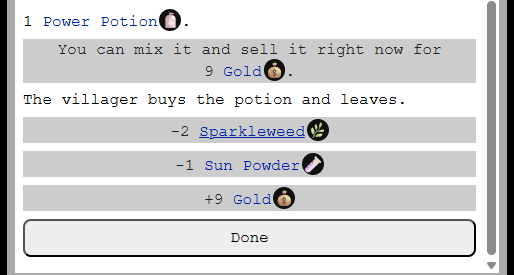 1 Power Potion.
You can mix it and sell it right now for
9 Gold.
The villager buys the potion and leaves.
-2 Sparkleweed
-1 Sun Powder
+9 Gold
Done